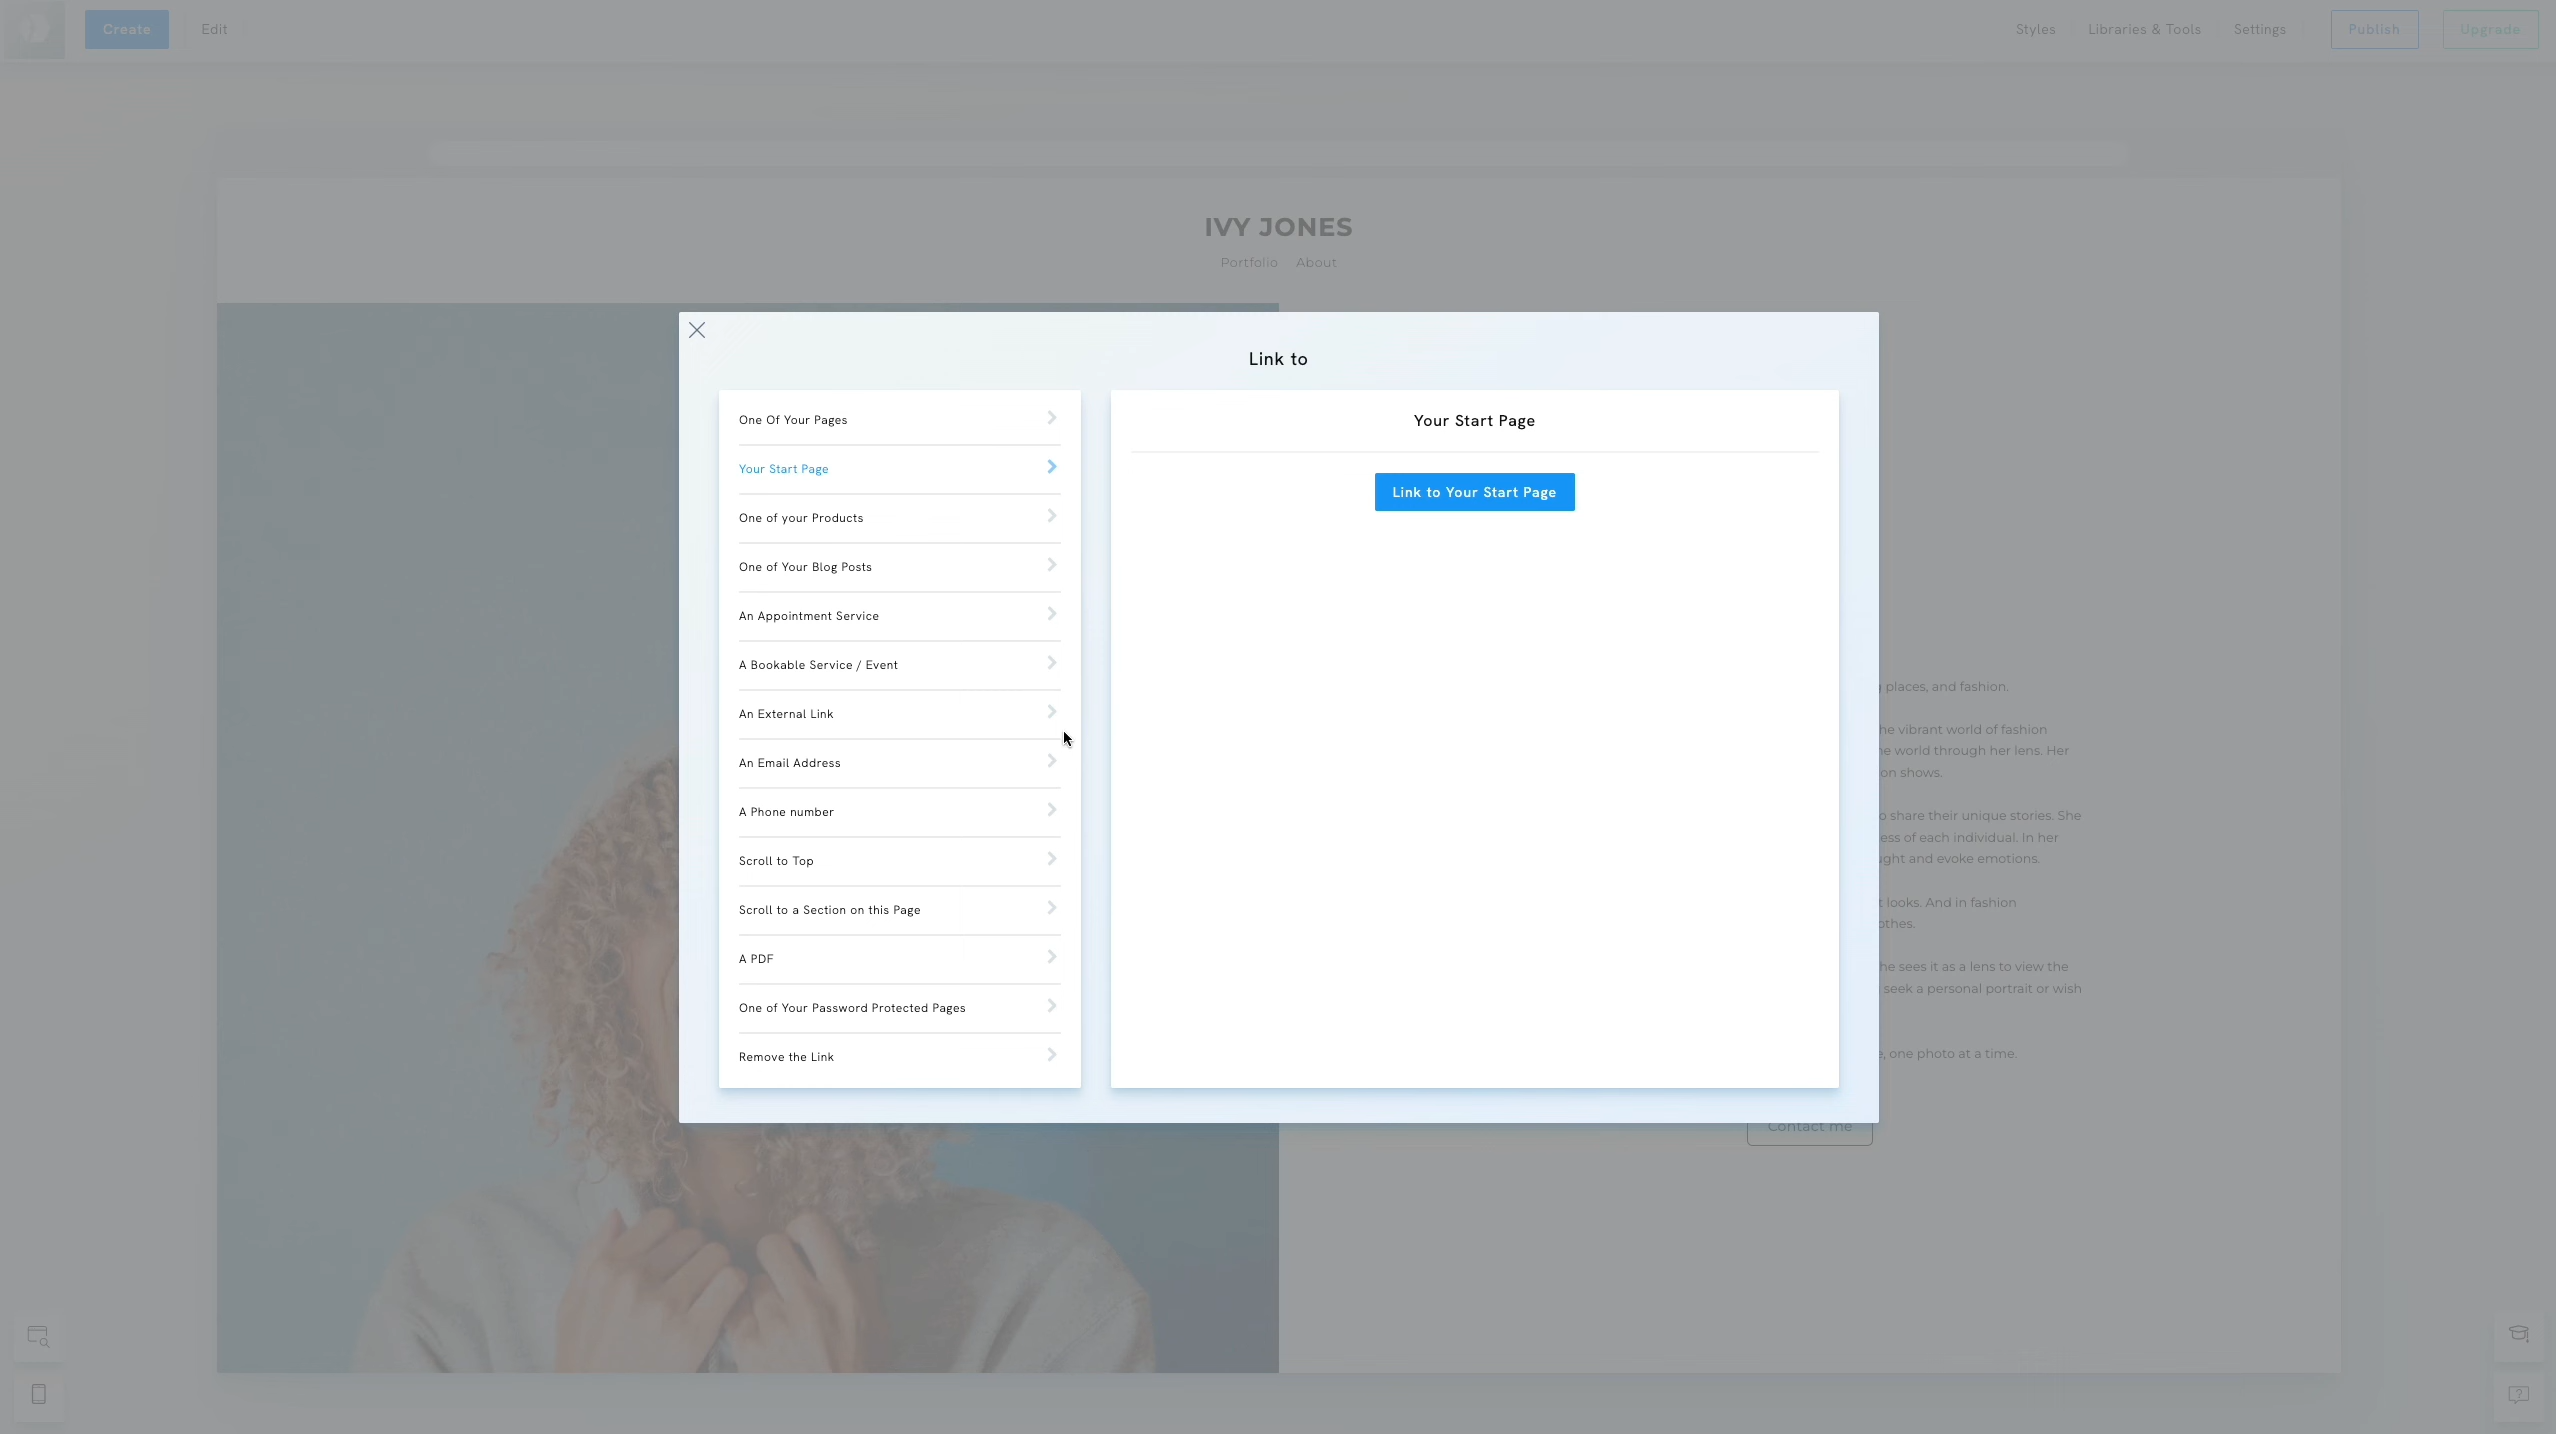 Create
Edit
Styles
Libraries & Tools
Settings
Publish
Upgrade
IVY JONES
Portfolio
About
Link to
One Of Your Pages
Your Start Page
One of your Products
One of Your Blog Posts
An Appointment Service
A Bookable Service / Event
An External Link
An Email Address
A Phone number
Scroll to Top
Scroll to a Section on this Page
A PDF
One of Your Password Protected Pages
Remove the Link
Your Start Page
Link to Your Start Page
places, and fashion.
he vibrant world of fashion
world through her lens. Her
on shows.
share their unique stories. She
ess of each individual. In her
ught and evoke emotions.
looks. And in fashion
othes.
he sees it as a lens to view the
seek a personal portrait or wish
one photo at a time.
Contact me